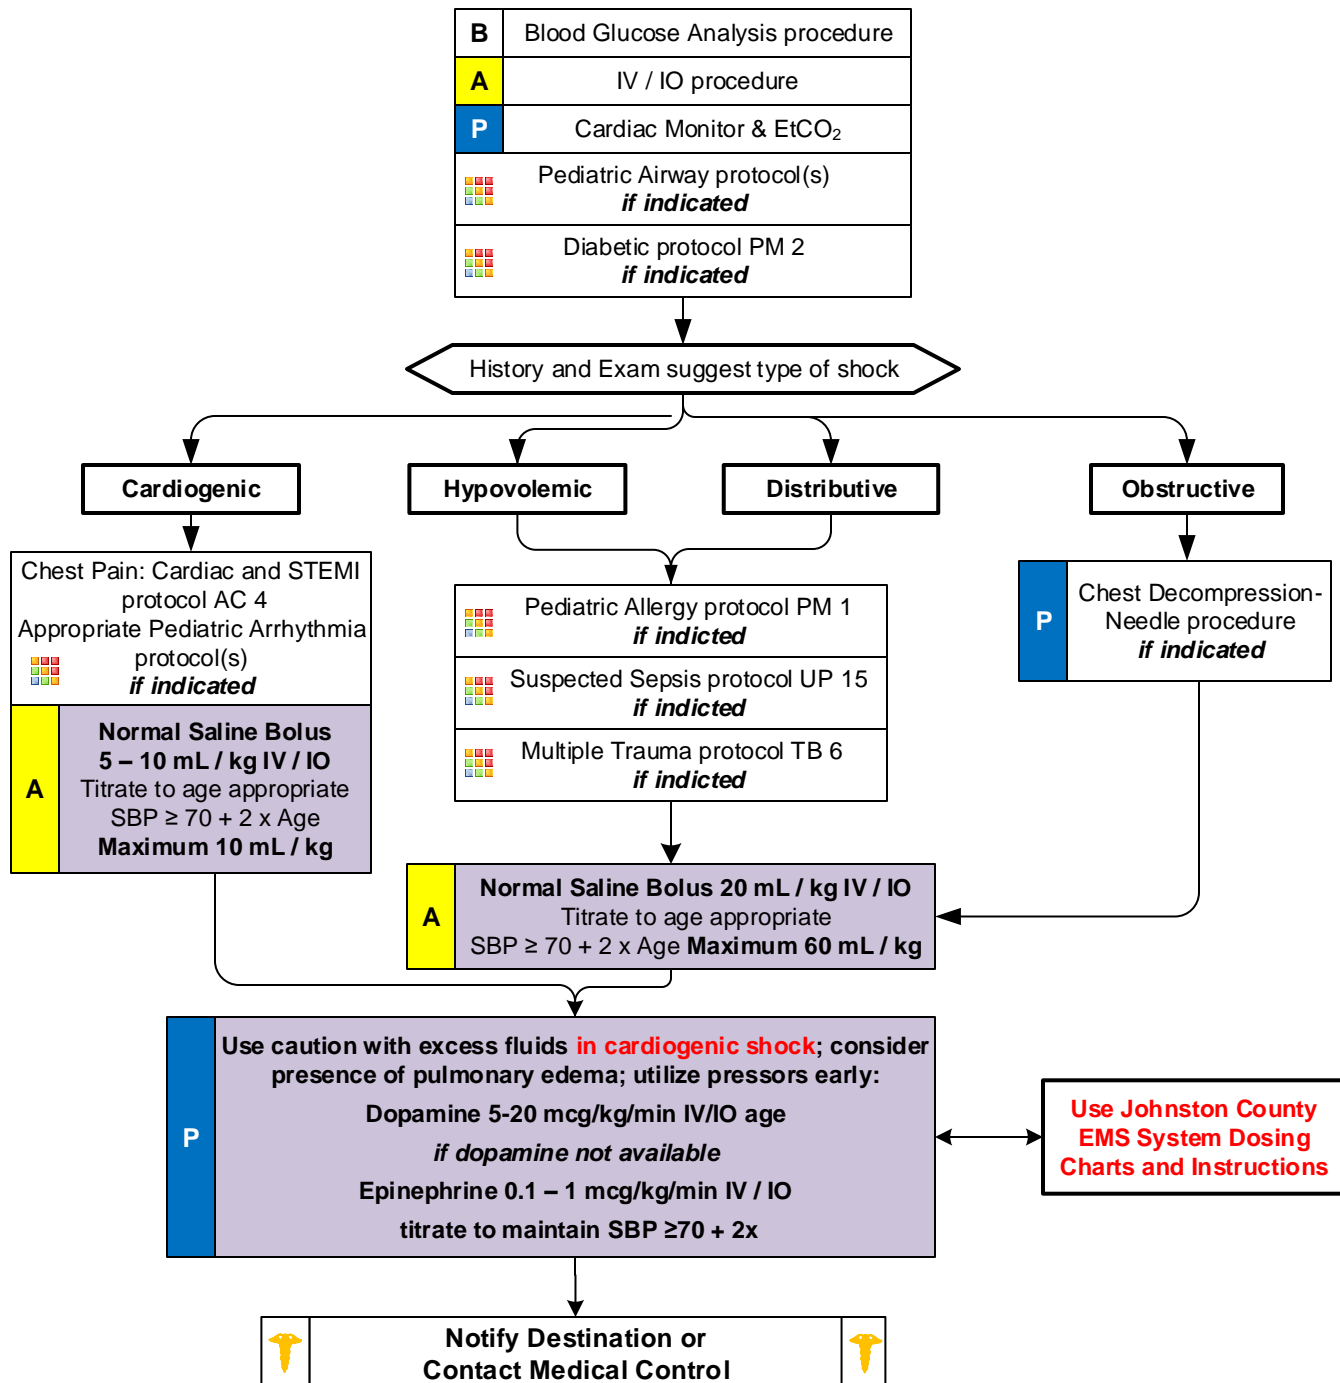 B Blood Glucose Analysis procedure
A IV / IO procedure
P Cardiac Monitor & EtCO₂
Pediatric Airway protocol(s)
if indicated
Diabetic protocol PM 2
if indicated
History and Exam suggest type of shock
Cardiogenic
Hypovolemic
Distributive
Obstructive
Chest Pain: Cardiac and STEMI
protocol AC 4
Appropriate Pediatric Arrhythmia
protocol(s)
if indicated
A
Normal Saline Bolus
5 – 10 mL / kg IV / IO
Titrate to age appropriate
SBP ≥ 70 + 2 x Age
Maximum 10 mL / kg
Pediatric Allergy protocol PM 1
if indicted
Suspected Sepsis protocol UP 15
if indicted
Multiple Trauma protocol TB 6
if indicted
P
Chest Decompression-
Needle procedure
if indicated
A
Normal Saline Bolus 20 mL / kg IV / IO
Titrate to age appropriate
SBP ≥ 70 + 2 x Age Maximum 60 mL / kg
P
Use caution with excess fluids in cardiogenic shock; consider
presence of pulmonary edema; utilize pressors early:
Dopamine 5-20 mcg/kg/min IV/IO age
if dopamine not available
Epinephrine 0.1 – 1 mcg/kg/min IV / IO
titrate to maintain SBP ≥70 + 2x
Use Johnston County
EMS System Dosing
Charts and Instructions
Notify Destination or
Contact Medical Control